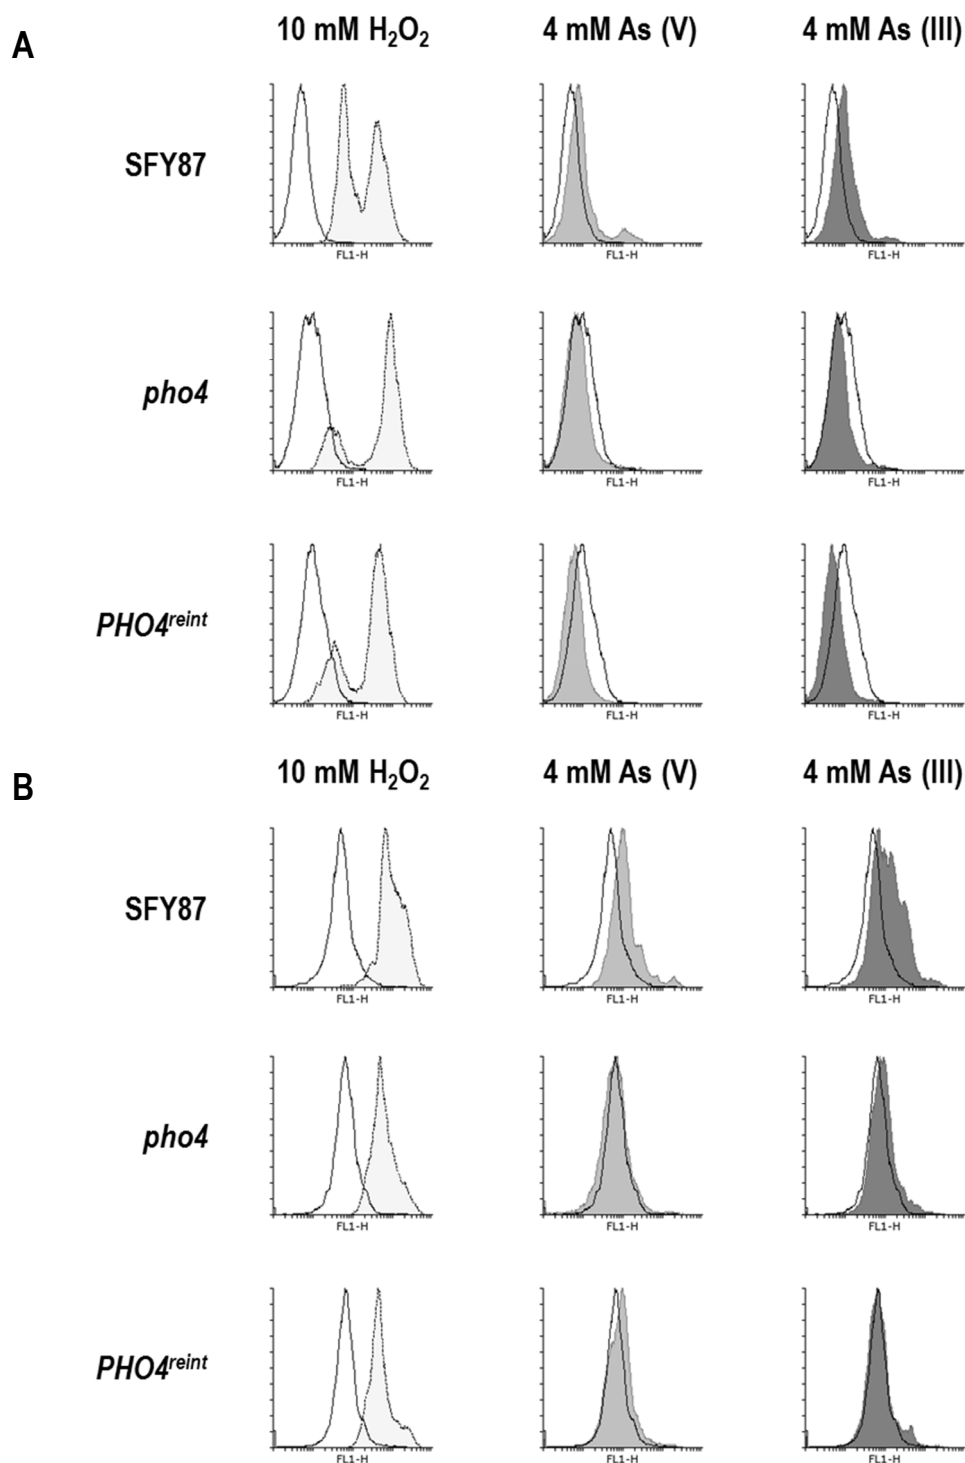 A
10 mM H₂O₂ 4 mM As (V) 4 mM As (III)
SFY87
FL1-H FL1-H FL1-H
pho4
FL1-H FL1-H FL1-H
PHO4reint
FL1-H FL1-H FL1-H
B
10 mM H₂O₂ 4 mM As (V) 4 mM As (III)
SFY87
FL1-H FL1-H FL1-H
pho4
FL1-H FL1-H FL1-H
PHO4reint
FL1-H FL1-H FL1-H